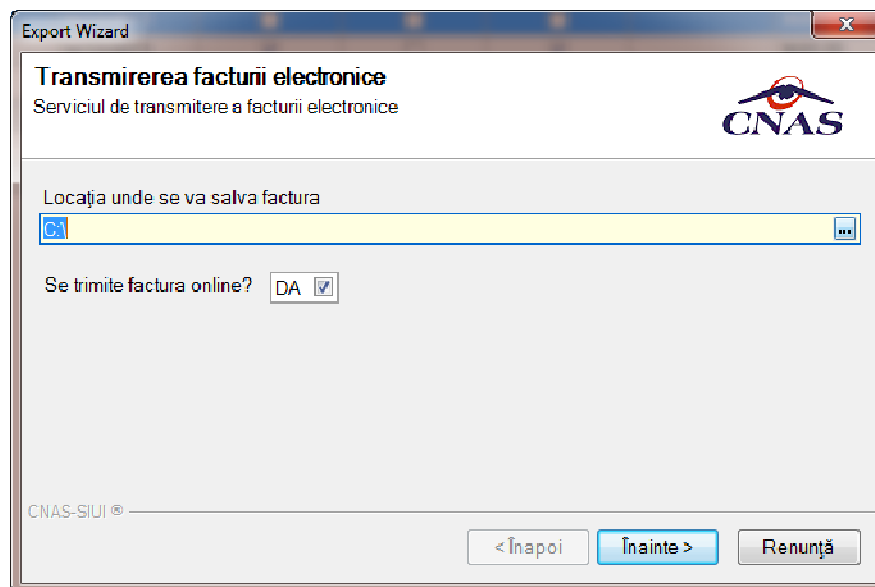 Export Wizard
Transmirerea facturii electronice
Serviciul de transmitere a facturii electronice
CNAS
Locaţia unde se va salva factura
C:\
...
Se trimite factura online?
DA
CNAS-SIUI ®
< Înapoi
Înainte >
Renunţă